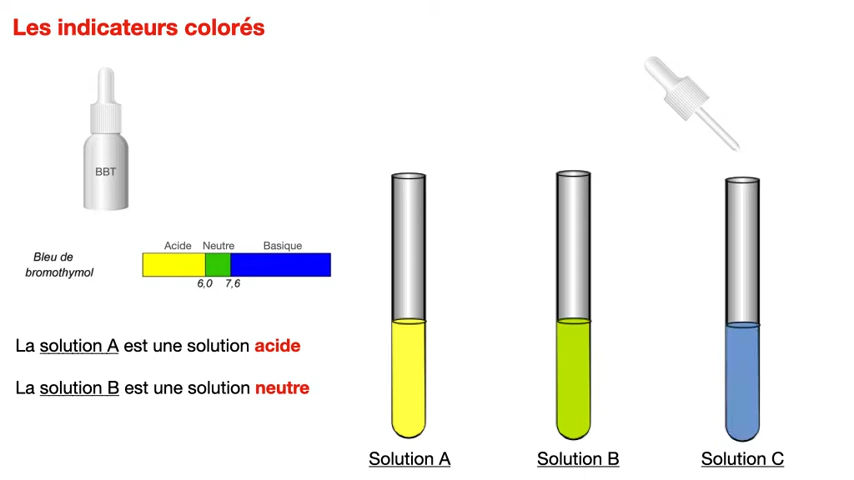 Les indicateurs colorés
BBT
Acide Neutre Basique
Bleu de
bromothymol
6,0 7,6
La solution A est une solution acide
La solution B est une solution neutre
Solution A
Solution B
Solution C